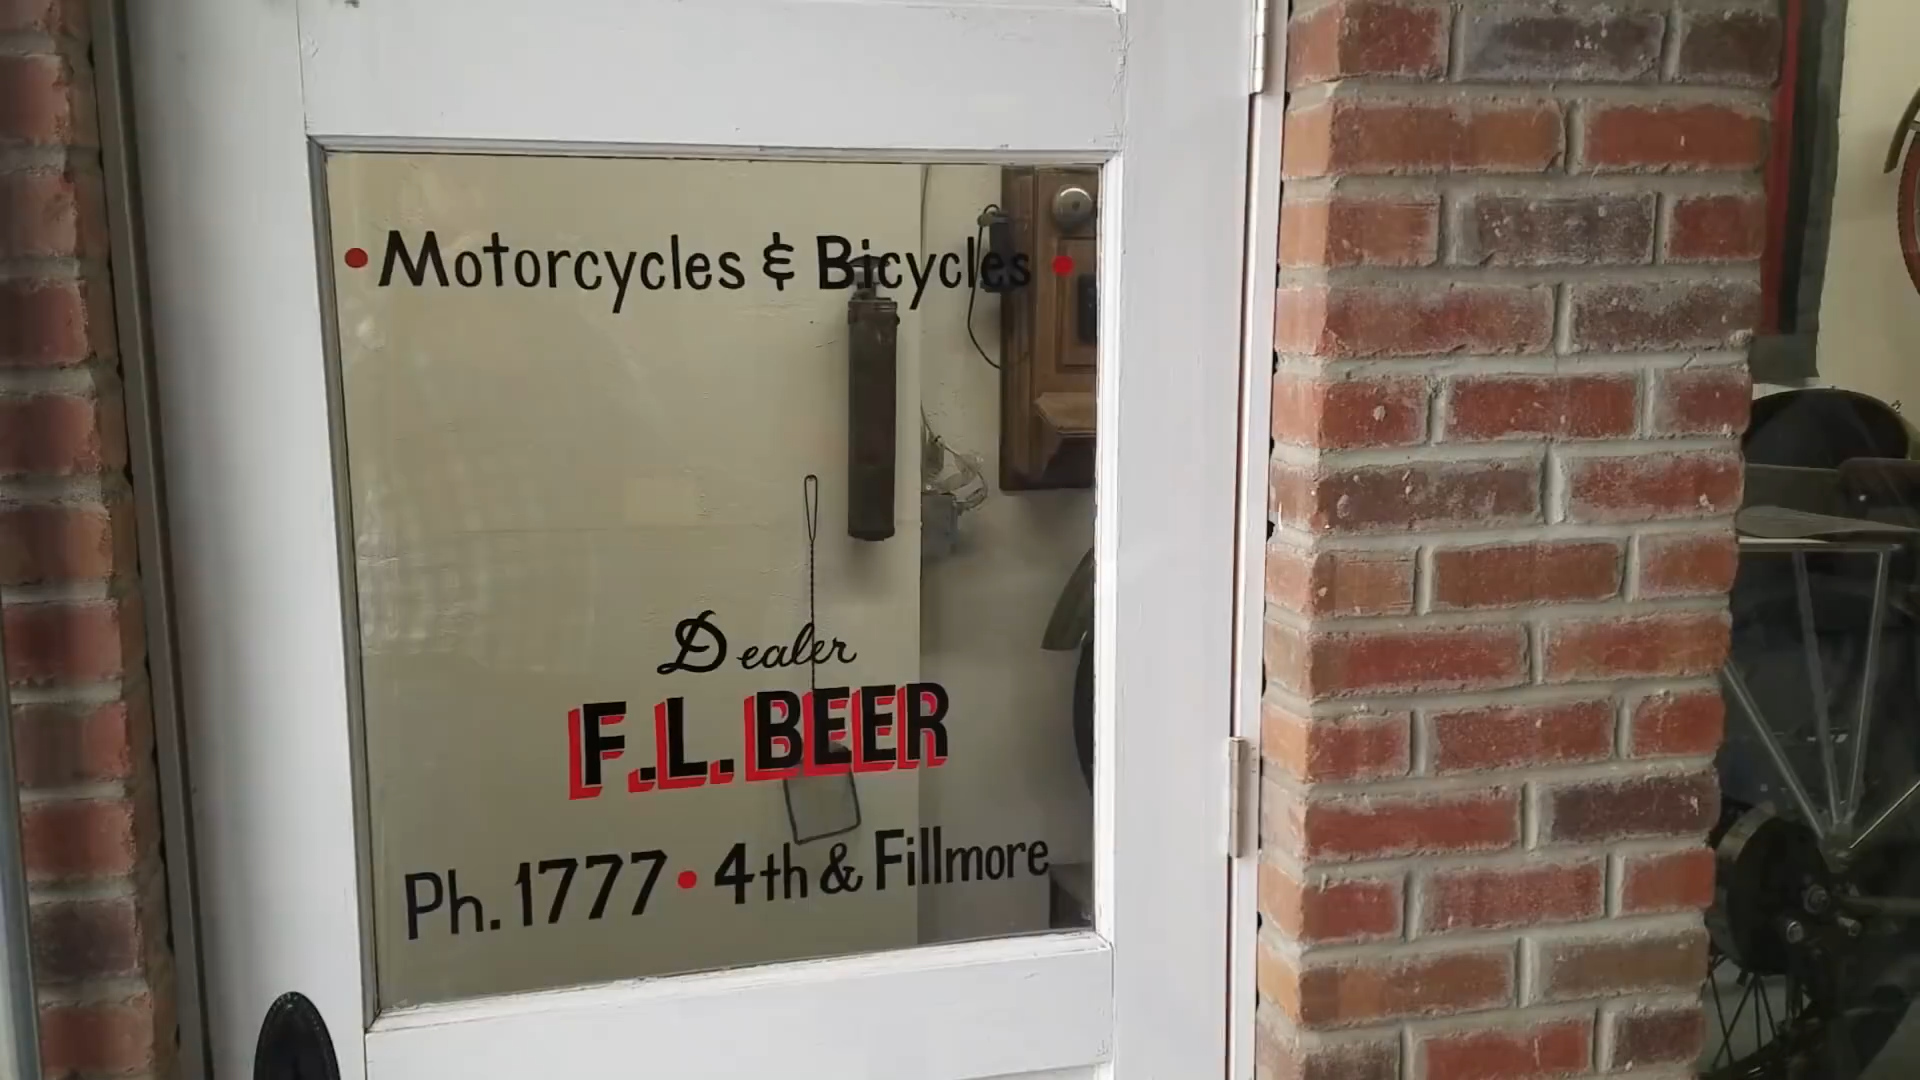 • Motorcycles & Bicycles •
Dealer
F.L. BEER
Ph. 1777 • 4th & Fillmore